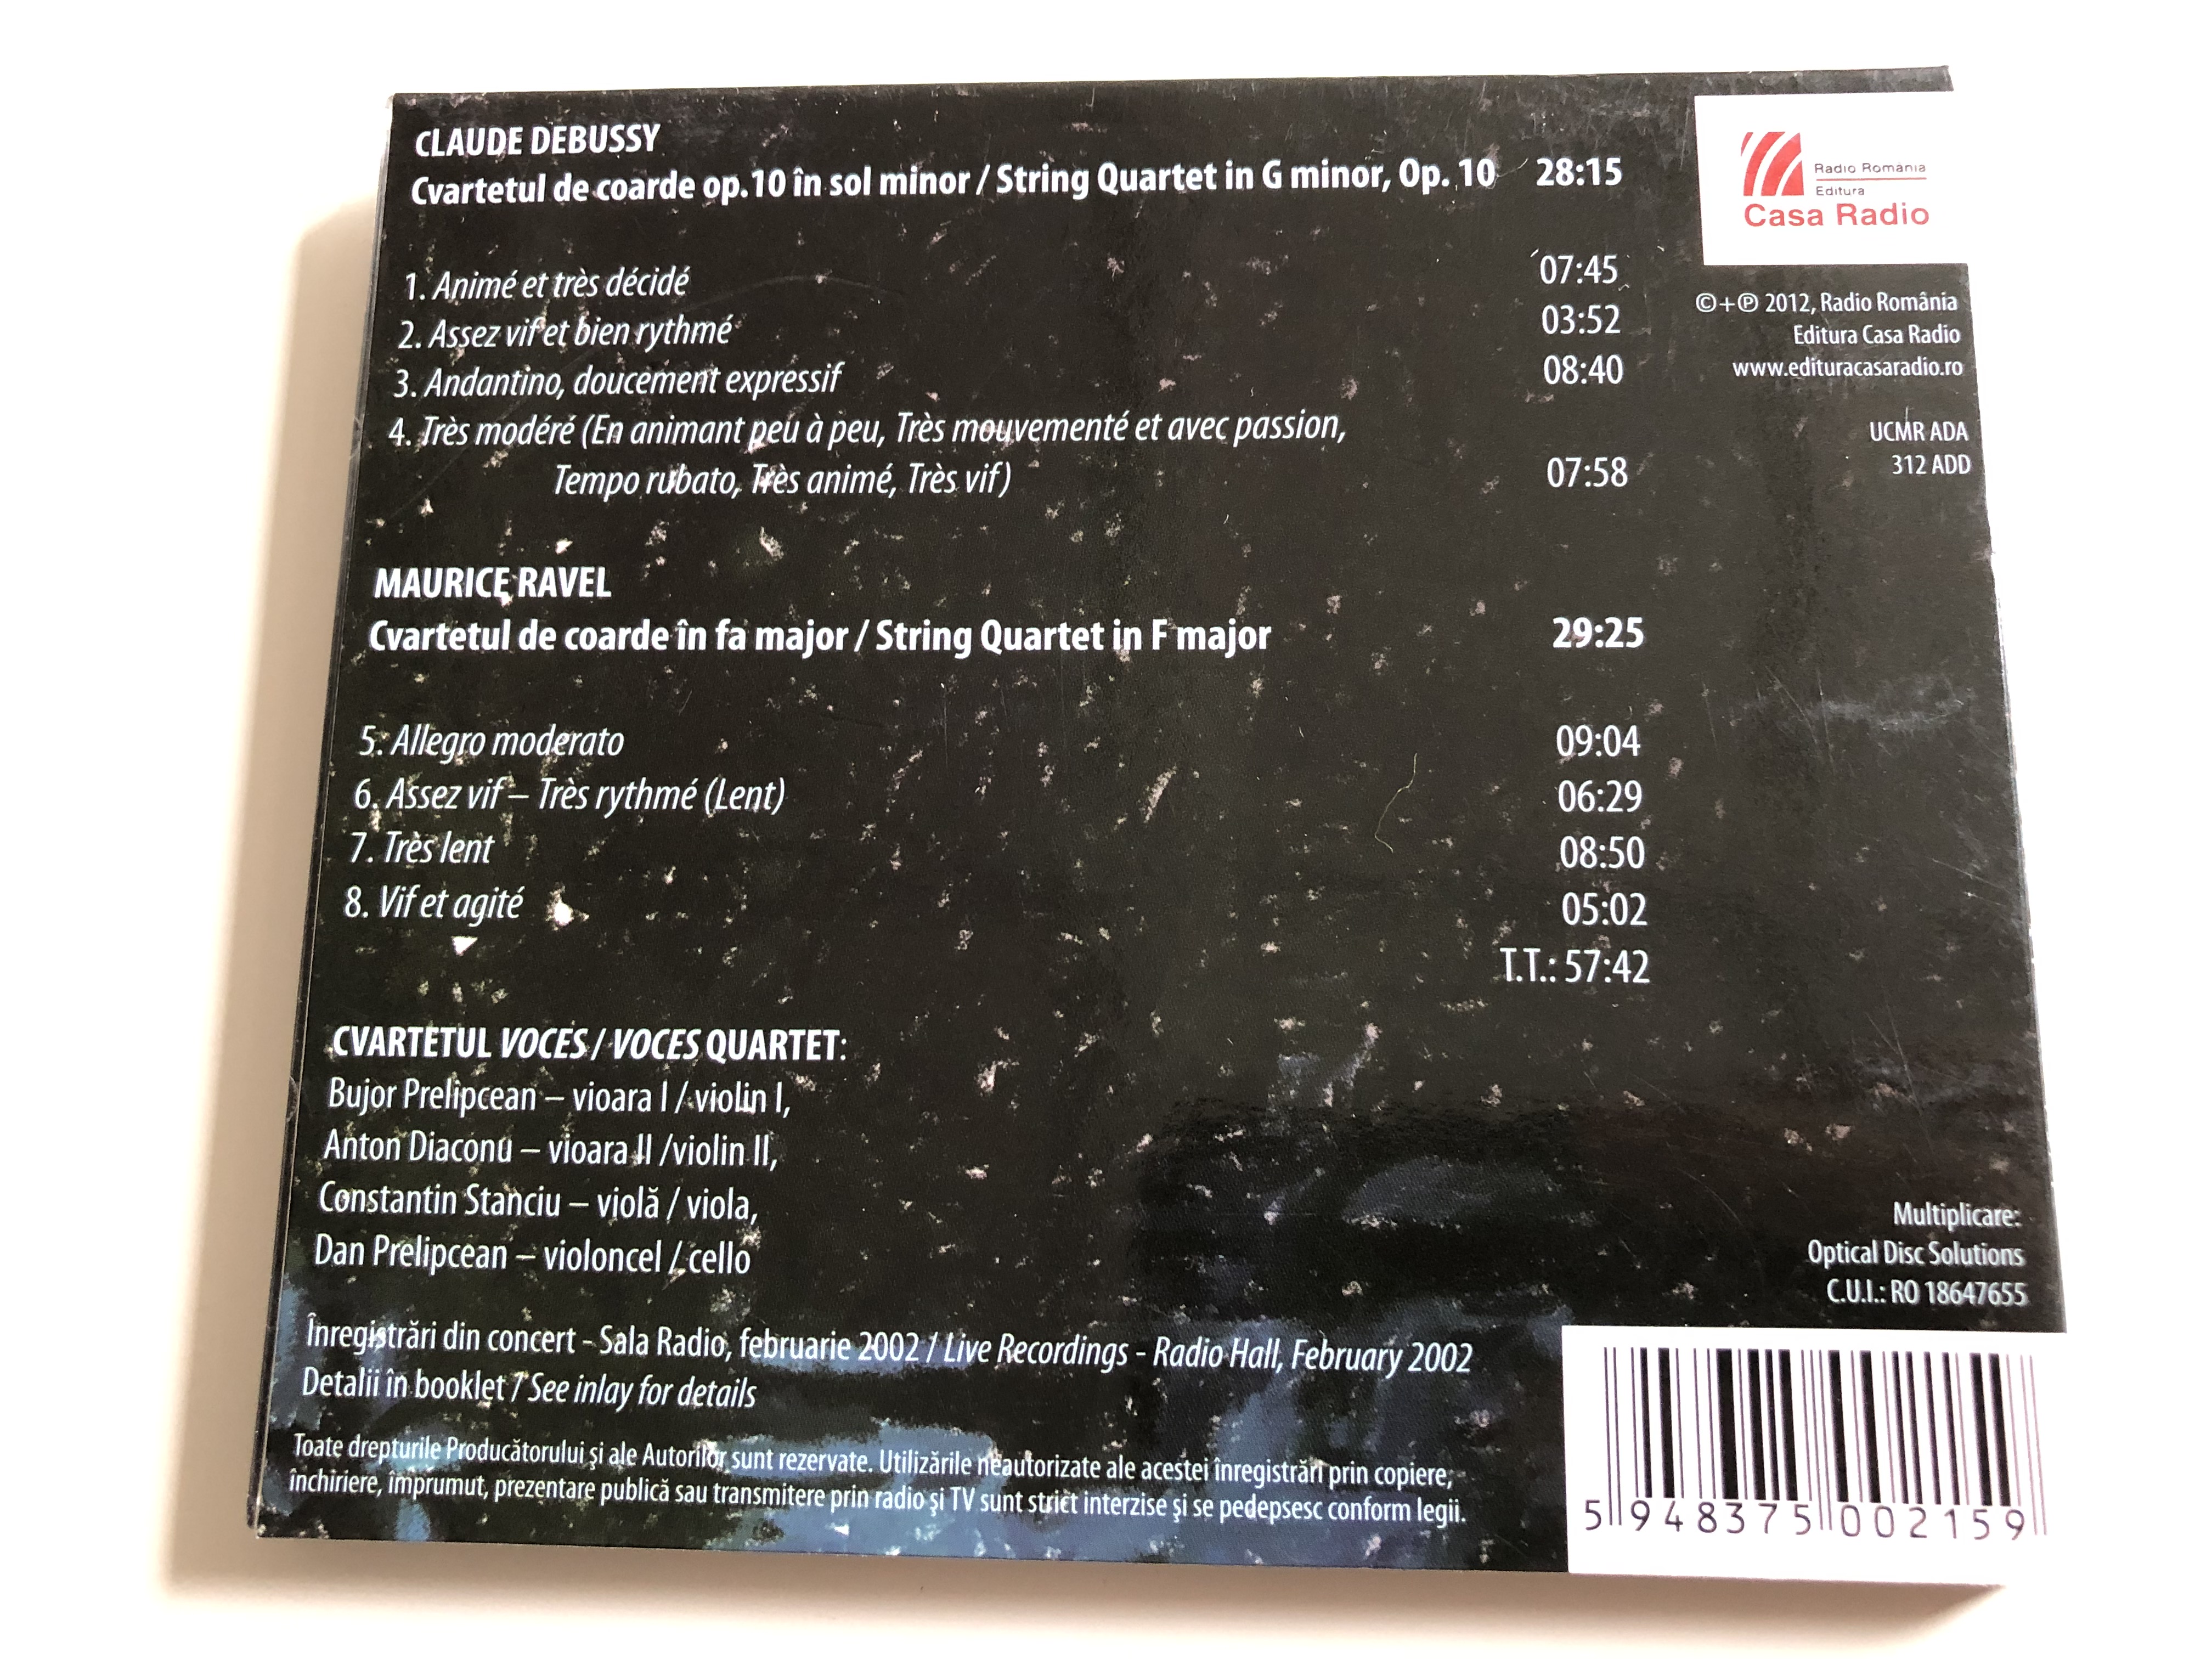 CLAUDE DEBUSSY
Cvartetul de coarde op.10 în sol minor / String Quartet in G minor, Op. 10 28:15
1. Animé et très décidé 07:45
2. Assez vif et bien rythmé 03:52
3. Andantino, doucement expressif 08:40
4. Très modéré (En animant peu à peu, Très mouvementé et avec passion,
Tempo rubato, Très animé, Très vif) 07:58
MAURICE RAVEL
Cvartetul de coarde în fa major / String Quartet in F major 29:25
5. Allegro moderato 09:04
6. Assez vif – Très rythmé (Lent) 06:29
7. Très lent 08:50
8. Vif et agité 05:02
T.T.: 57:42
CVARTETUL VOCES / VOCES QUARTET:
Bujor Prelipcean – vioara I / violin I,
Anton Diaconu – vioara II /violin II,
Constantin Stanciu – violă / viola,
Dan Prelipcean – violoncel / cello
Înregistrări din concert - Sala Radio, februarie 2002 / Live Recordings - Radio Hall, February 2002
Detalii în booklet / See inlay for details
Toate drepturile Producătorului şi ale Autorilor sunt rezervate. Utilizările neautorizate ale acestei înregistrări prin copiere,
închiriere, împrumut, prezentare publică sau transmitere prin radio şi TV sunt strict interzise şi se pedepsesc conform legii.
Radio România
Editura
Casa Radio
©+℗ 2012, Radio România
Editura Casa Radio
www.edituracasaradio.ro
UCMR ADA
312 ADD
Multiplicare:
Optical Disc Solutions
C.U.I.: RO 18647655
5 948375 002159